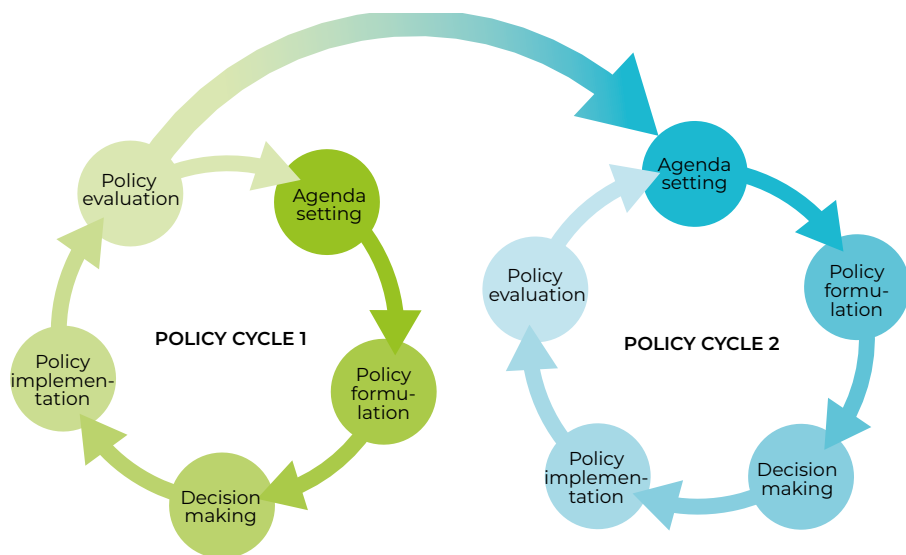 Policy
evaluation
Agenda
setting
Policy
formu-
lation
Decision
making
Policy
implemen-
tation
POLICY CYCLE 1
Agenda
setting
Policy
formu-
lation
Decision
making
Policy
implemen-
tation
Policy
evaluation
POLICY CYCLE 2